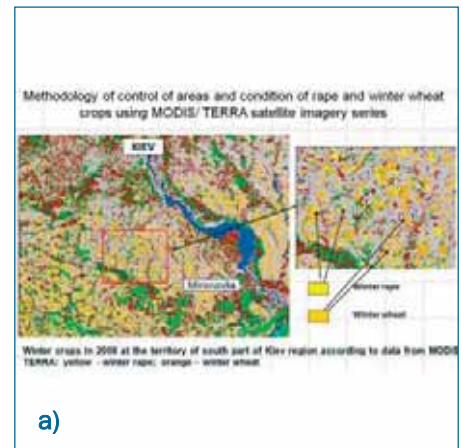 Methodology of control of areas and condition of rape and winter wheat
crops using MODIS/ TERRA satellite imagery series
KIEV
Mironovka
Winter rape
Winter wheat
Winter crops in at the territory of south part of Kiev region according to data from MODIS
TERRA: yellow - winter rape; orange - winter wheat
a)